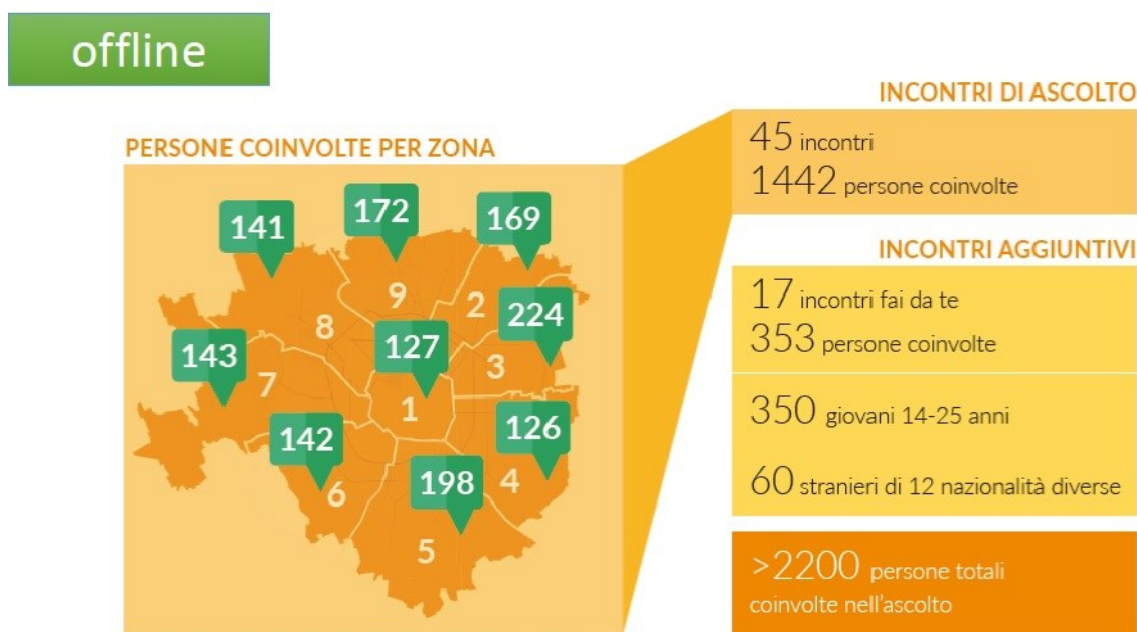 offline
PERSONE COINVOLTE PER ZONA
141
172
169
9
2
8
224
143
127
3
7
1
142
126
198
4
6
5
INCONTRI DI ASCOLTO
45 incontri
1442 persone coinvolte
INCONTRI AGGIUNTIVI
17 incontri fai da te
353 persone coinvolte
350 giovani 14-25 anni
60 stranieri di 12 nazionalità diverse
>2200 persone totali
coinvolte nell'ascolto